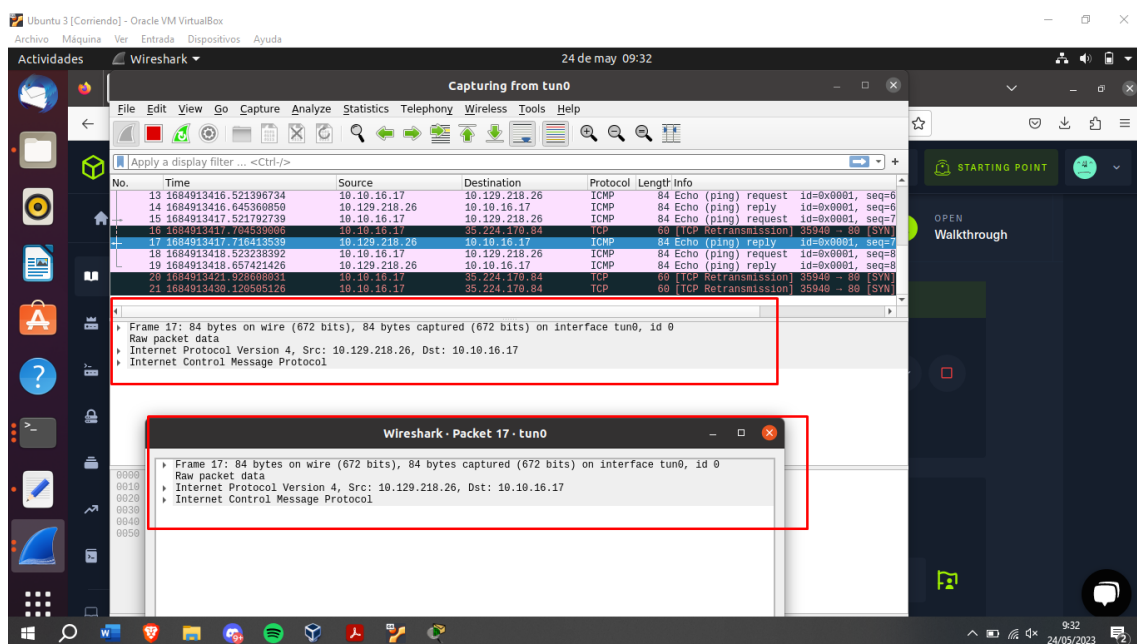 Ubuntu 3 [Corriendo] - Oracle VM VirtualBox
Archivo Máquina Ver Entrada Dispositivos Ayuda
Actividades Wireshark 24 de may 09:32
Capturing from tun0
File Edit View Go Capture Analyze Statistics Telephony Wireless Tools Help
Apply a display filter ... <Ctrl-/>
No. Time Source Destination Protocol Length Info
13 1684913416.521396734 10.10.16.17 10.129.218.26 ICMP 84 Echo (ping) request id=0x0001, seq=6
14 1684913416.645360850 10.129.218.26 10.10.16.17 ICMP 84 Echo (ping) reply id=0x0001, seq=6
15 1684913417.521792739 10.10.16.17 10.129.218.26 ICMP 84 Echo (ping) request id=0x0001, seq=7
16 1684913417.704539006 10.10.16.17 35.224.170.84 TCP 60 [TCP Retransmission] 35940 → 80 [SYN]
17 1684913417.716413539 10.129.218.26 10.10.16.17 ICMP 84 Echo (ping) reply id=0x0001, seq=7
18 1684913418.523238392 10.10.16.17 10.129.218.26 ICMP 84 Echo (ping) request id=0x0001, seq=8
19 1684913418.657421426 10.129.218.26 10.10.16.17 ICMP 84 Echo (ping) reply id=0x0001, seq=8
20 1684913421.928608031 10.10.16.17 35.224.170.84 TCP 60 [TCP Retransmission] 35940 → 80 [SYN]
21 1684913430.120505126 10.10.16.17 35.224.170.84 TCP 60 [TCP Retransmission] 35940 → 80 [SYN]
STARTING POINT
OPEN
Walkthrough
Frame 17: 84 bytes on wire (672 bits), 84 bytes captured (672 bits) on interface tun0, id 0
Raw packet data
Internet Protocol Version 4, Src: 10.129.218.26, Dst: 10.10.16.17
Internet Control Message Protocol
Wireshark · Packet 17 · tun0
Frame 17: 84 bytes on wire (672 bits), 84 bytes captured (672 bits) on interface tun0, id 0
Raw packet data
Internet Protocol Version 4, Src: 10.129.218.26, Dst: 10.10.16.17
Internet Control Message Protocol
0000
0010
0020
0030
0040
0050
9:32
24/05/2023